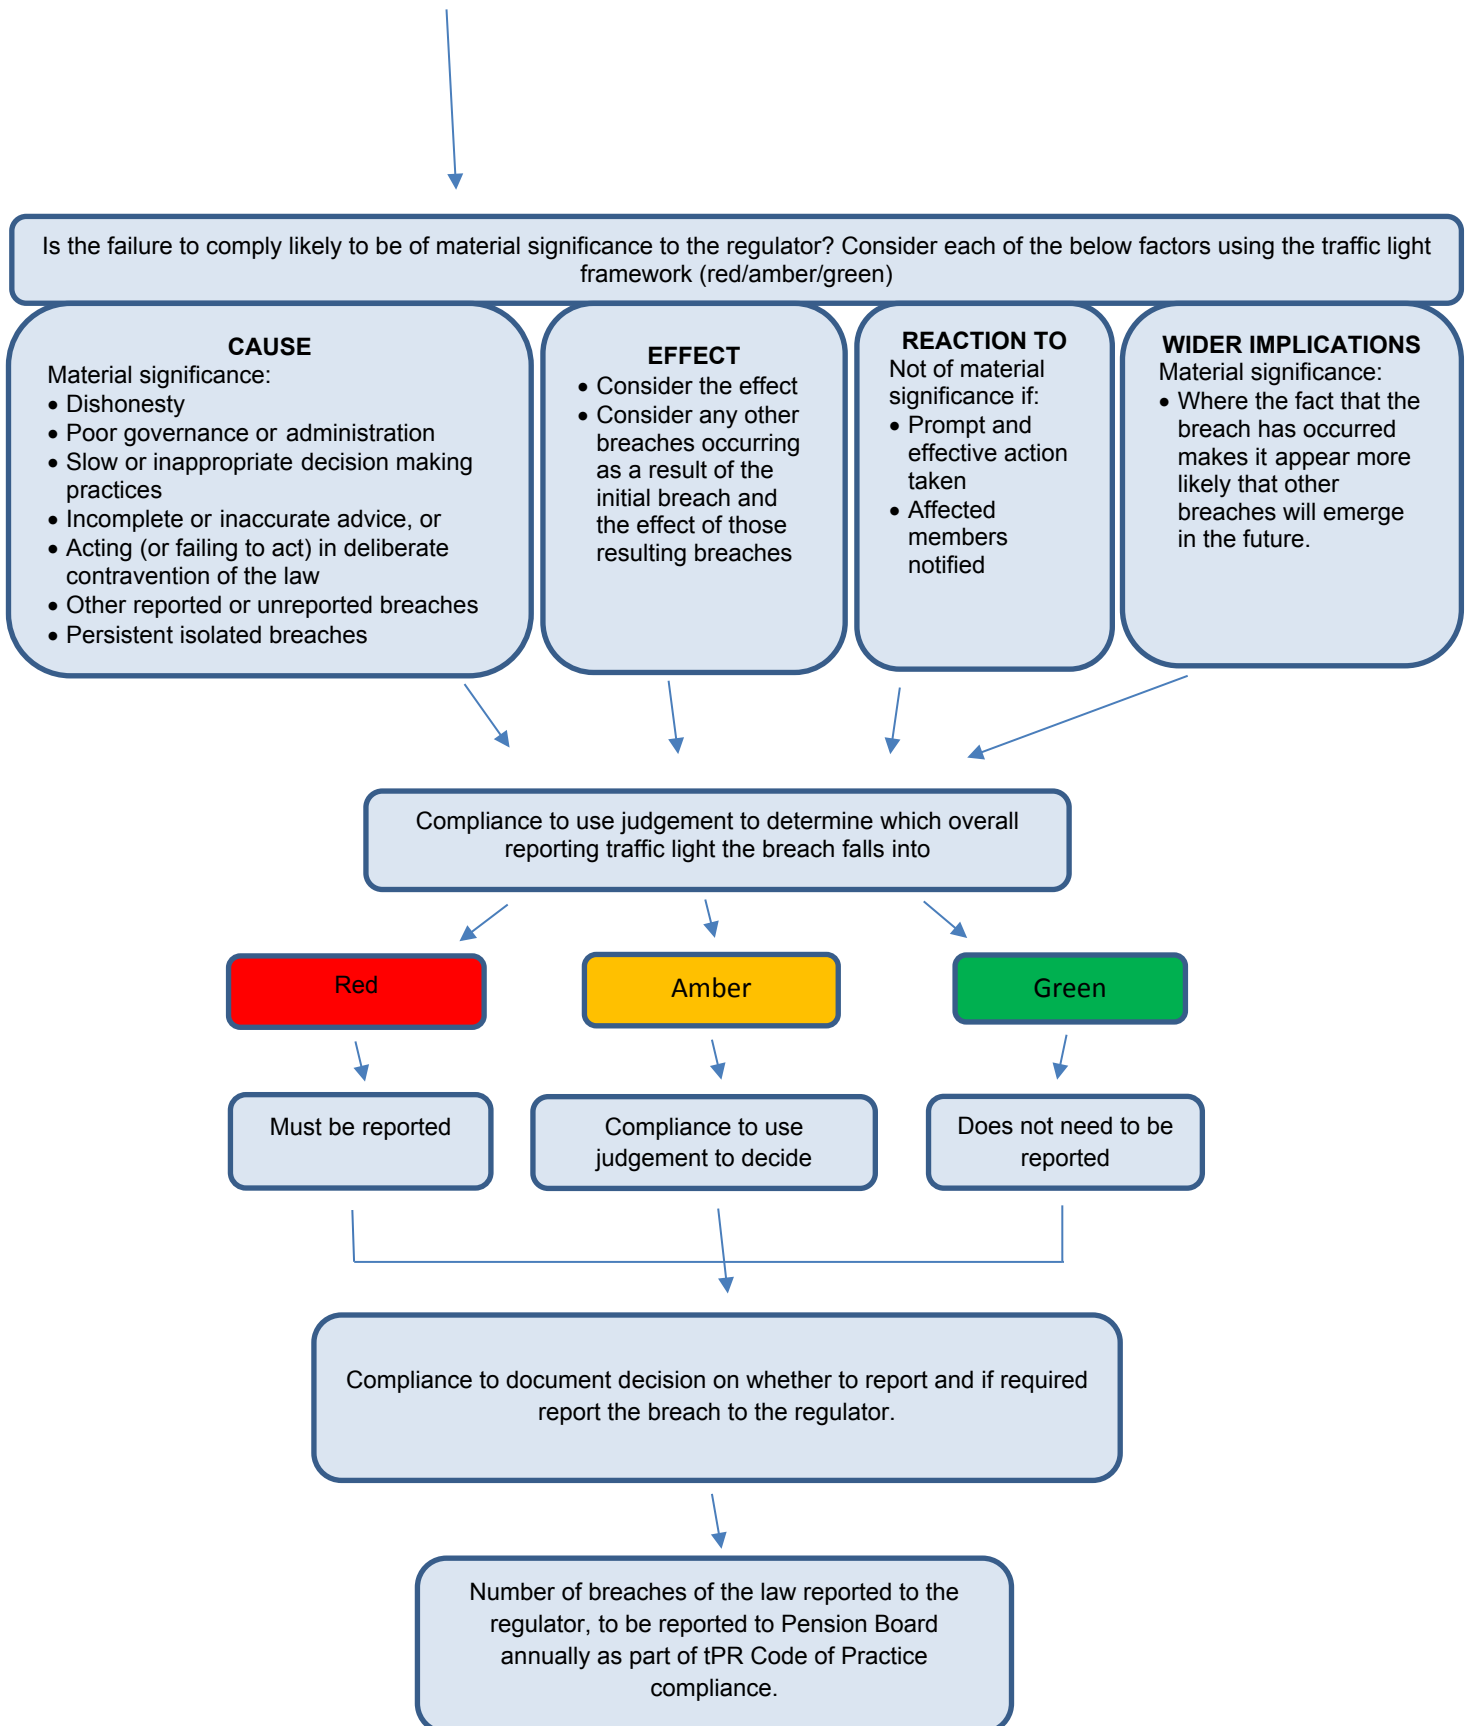 Is the failure to comply likely to be of material significance to the regulator? Consider each of the below factors using the traffic light
framework (red/amber/green)
CAUSE
Material significance:
• Dishonesty
• Poor governance or administration
• Slow or inappropriate decision making
practices
• Incomplete or inaccurate advice, or
• Acting (or failing to act) in deliberate
contravention of the law
• Other reported or unreported breaches
• Persistent isolated breaches
EFFECT
• Consider the effect
• Consider any other
breaches occurring
as a result of the
initial breach and
the effect of those
resulting breaches
REACTION TO
Not of material
significance if:
• Prompt and
effective action
taken
• Affected
members
notified
WIDER IMPLICATIONS
Material significance:
• Where the fact that the
breach has occurred
makes it appear more
likely that other
breaches will emerge
in the future.
Compliance to use judgement to determine which overall
reporting traffic light the breach falls into
Red
Amber
Green
Must be reported
Compliance to use
judgement to decide
Does not need to be
reported
Compliance to document decision on whether to report and if required
report the breach to the regulator.
Number of breaches of the law reported to the
regulator, to be reported to Pension Board
annually as part of tPR Code of Practice
compliance.